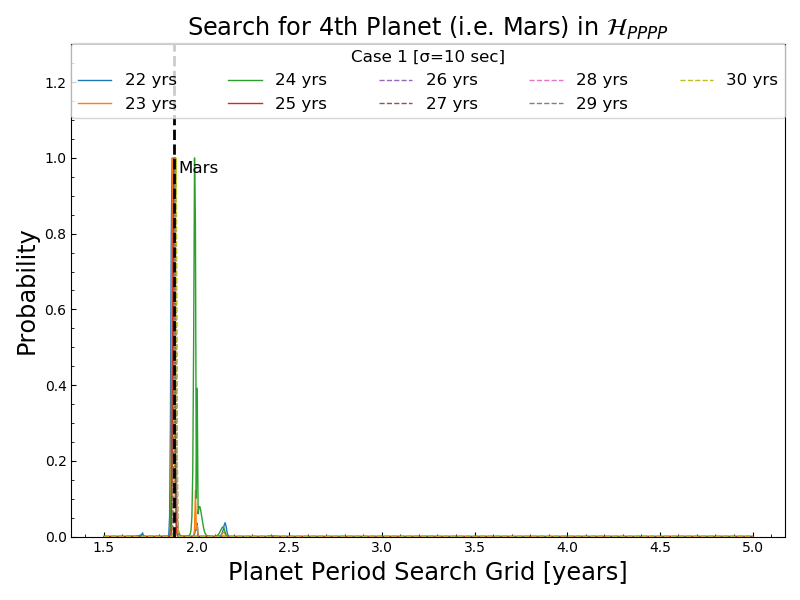 Search for 4th Planet (i.e. Mars) in ℋ_PPPP
Case 1 [σ=10 sec]
22 yrs 24 yrs 26 yrs 28 yrs 30 yrs
23 yrs 25 yrs 27 yrs 29 yrs
Mars
Probability
1.2
1.0
0.8
0.6
0.4
0.2
0.0
1.5 2.0 2.5 3.0 3.5 4.0 4.5 5.0
Planet Period Search Grid [years]